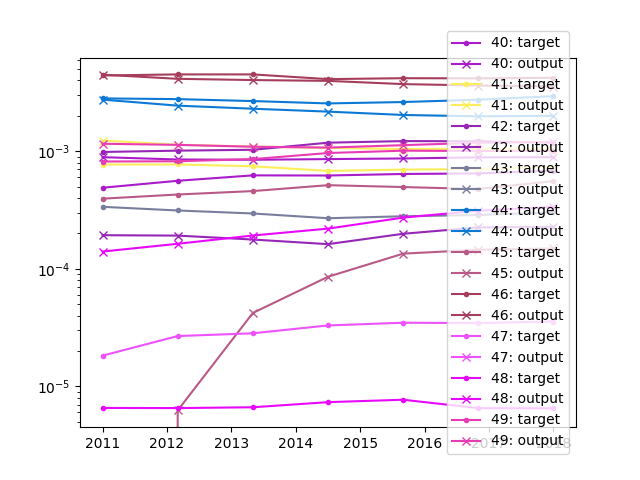 10⁻³
10⁻⁴
10⁻⁵
2011 2012 2013 2014 2015 2016 2017 2018
40: target
40: output
41: target
41: output
42: target
42: output
43: target
43: output
44: target
44: output
45: target
45: output
46: target
46: output
47: target
47: output
48: target
48: output
49: target
49: output